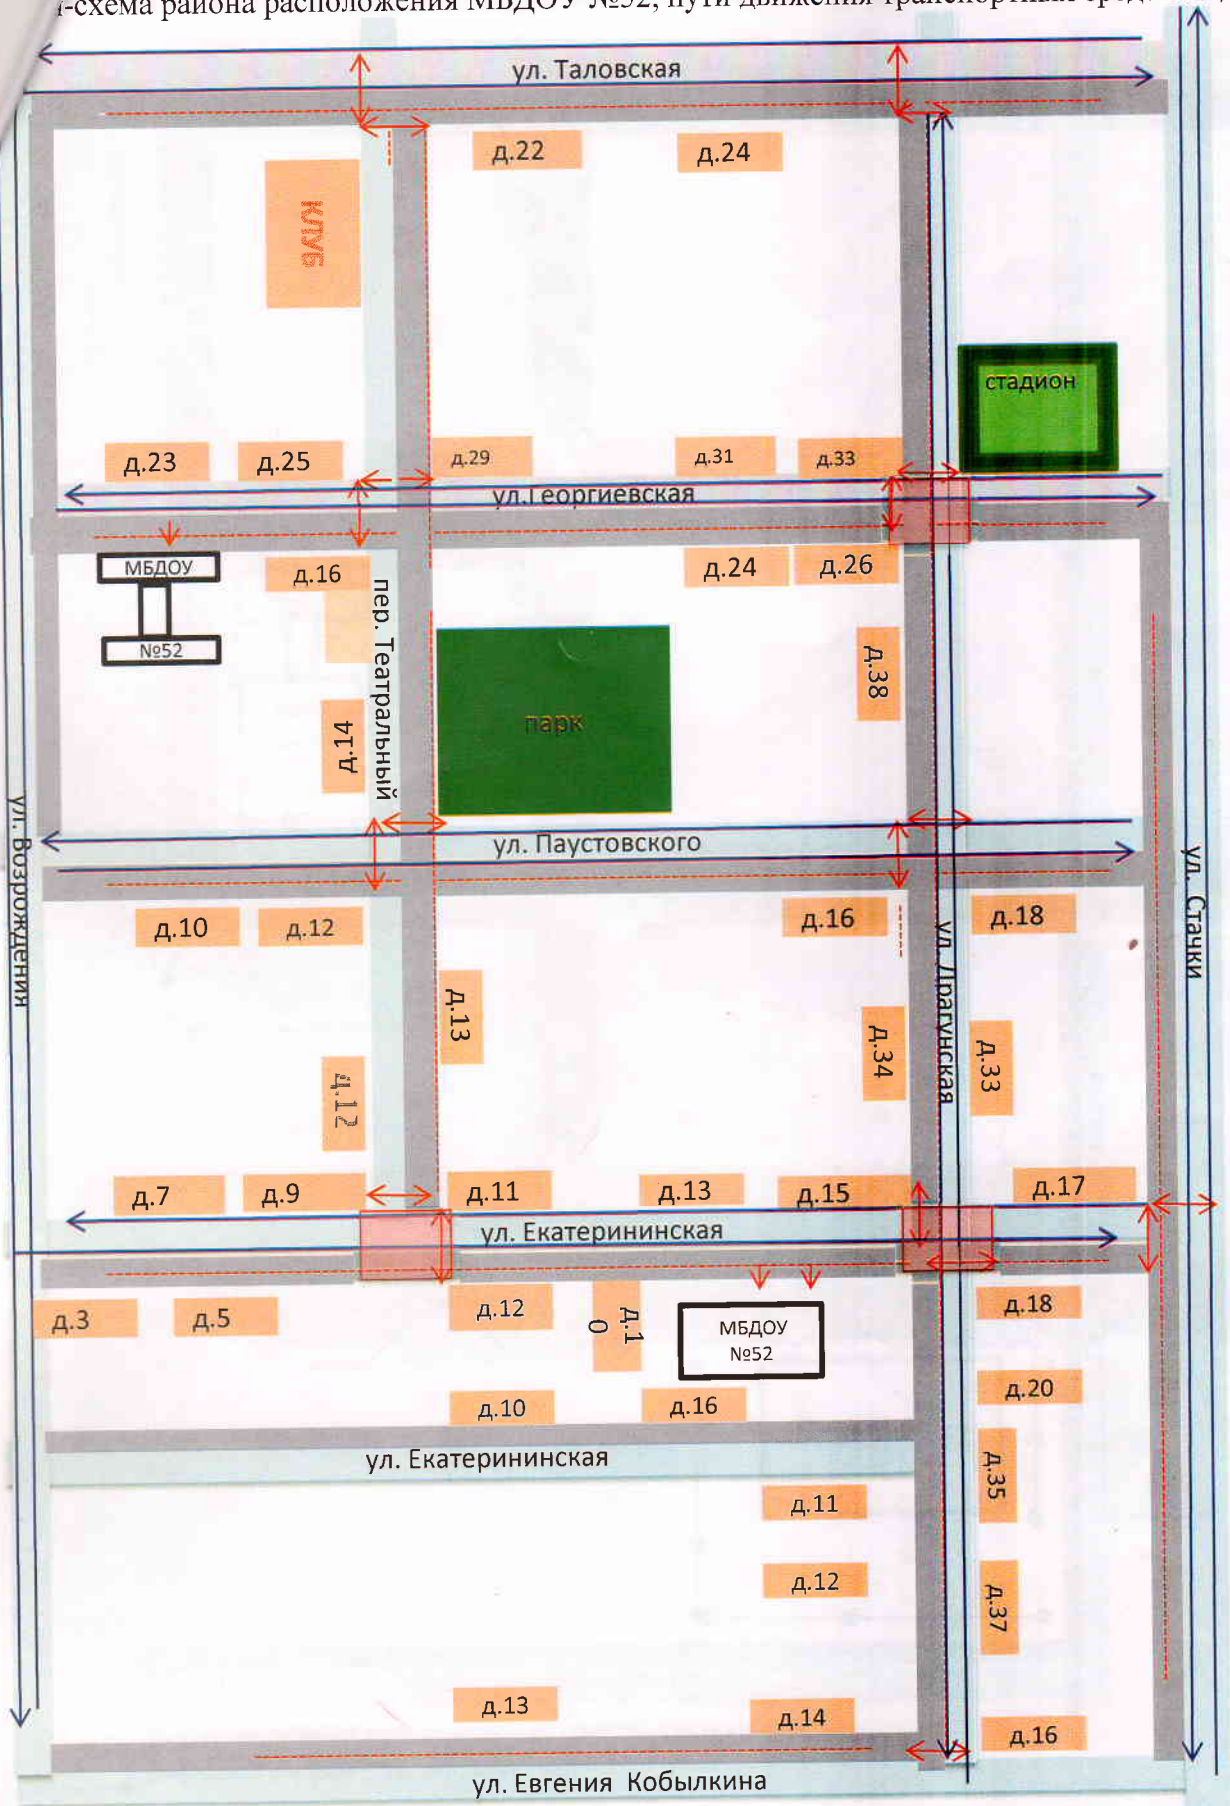 -схема района расположения МБДОУ №52, пути движения транспортных
ул. Таловская
д.22
д.24
КЛУБ
стадион
д.23
д.25
д.29
д.31
д.33
ул.Георгиевская
МБДОУ
№52
д.16
д.24
д.26
пер. Театральный
д.38
д.14
парк
ул. Возрождения
ул. Паустовского
ул. Стачки
д.10
д.12
д.16
д.18
ул. Драгунская
д.13
д.34
д.33
д.12
д.7
д.9
д.11
д.13
д.15
д.17
ул. Екатерининская
д.3
д.5
д.12
д.1
0
МБДОУ
№52
д.18
д.10
д.16
д.20
ул. Екатерининская
д.35
д.11
д.12
д.37
д.13
д.14
д.16
ул. Евгения Кобылкина